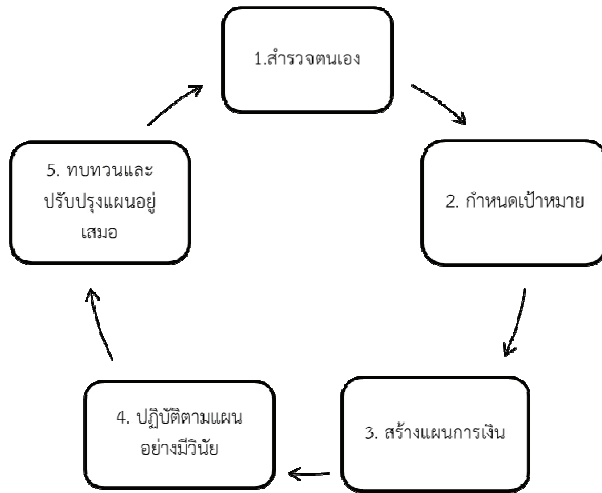 1.สำรวจตนเอง
2. กำหนดเป้าหมาย
3. สร้างแผนการเงิน
4. ปฏิบัติตามแผน
อย่างมีวินัย
5. ทบทวนและ
ปรับปรุงแผนอยู่
เสมอ